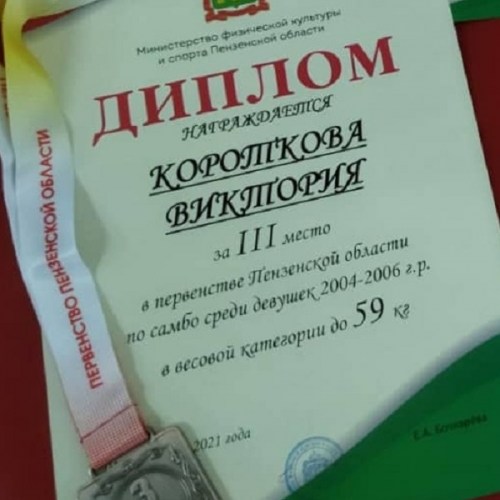 Министерство физической культуры
и спорта Пензенской области
ДИПЛОМ
НАГРАЖДАЕТСЯ
КОРОТКОВА
ВИКТОРИЯ
за III место
в первенстве Пензенской области
по самбо среди девушек 2004-2006 г.р.
в весовой категории до 59 кг
2021 года
ПЕРВЕНСТВО ПЕНЗЕНСКОЙ ОБЛАСТИ
3